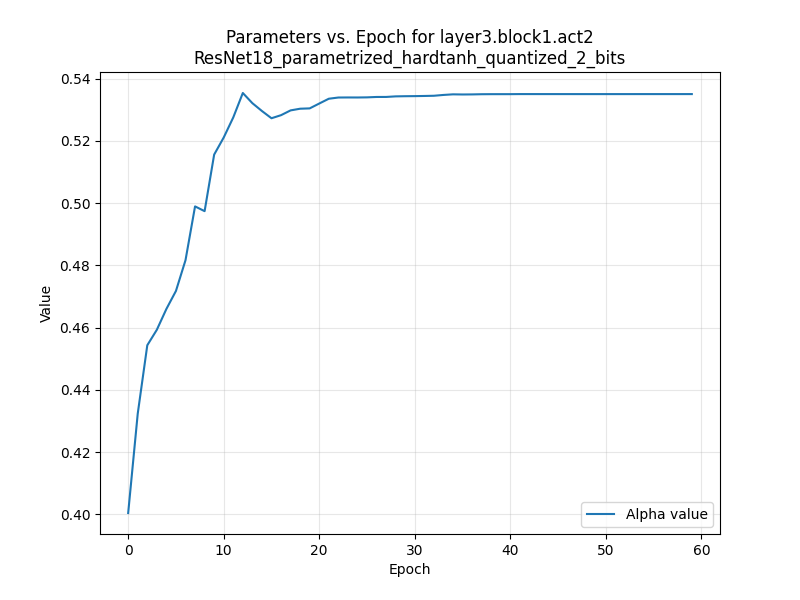 Parameters vs. Epoch for layer3.block1.act2
ResNet18_parametrized_hardtanh_quantized_2_bits
0.54
0.52
0.50
0.48
0.46
0.44
0.42
0.40
Value
Alpha value
0 10 20 30 40 50 60
Epoch